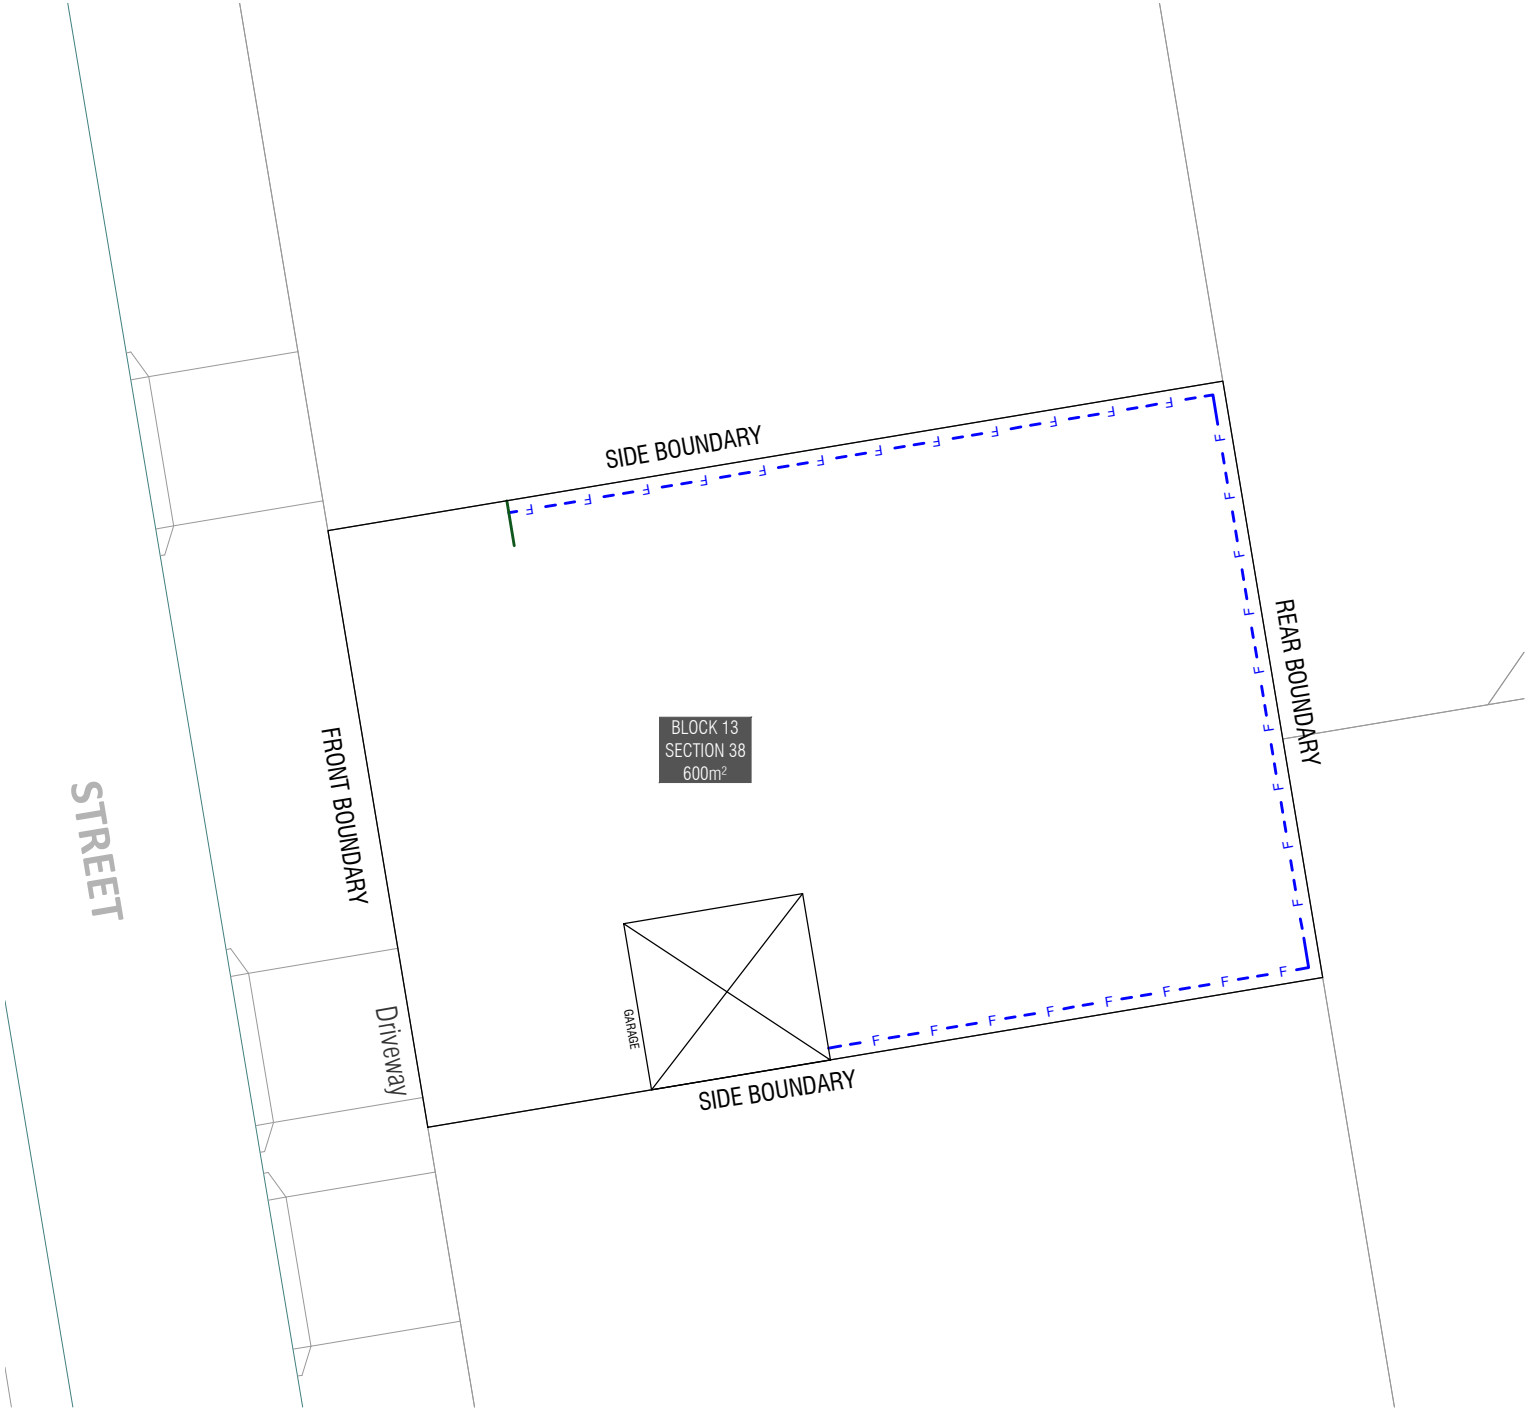 SIDE BOUNDARY
F F F F F F F F F F F F
F
F
F
F
F
F
F
F
F
REAR BOUNDARY
BLOCK 13
SECTION 38
600m²
FRONT BOUNDARY
STREET
GARAGE
Driveway
F F F F F F F F
SIDE BOUNDARY